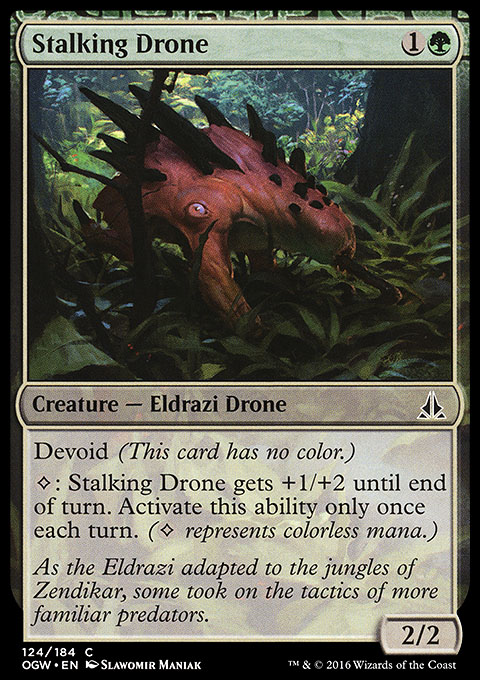 Stalking Drone 1
Creature — Eldrazi Drone
Devoid (This card has no color.)
◇: Stalking Drone gets +1/+2 until end
of turn. Activate this ability only once
each turn. (◇ represents colorless mana.)
As the Eldrazi adapted to the jungles of
Zendikar, some took on the tactics of more
familiar predators.
2/2
124/184 C
OGW • EN Slawomir Maniak
™ & © 2016 Wizards of the Coast